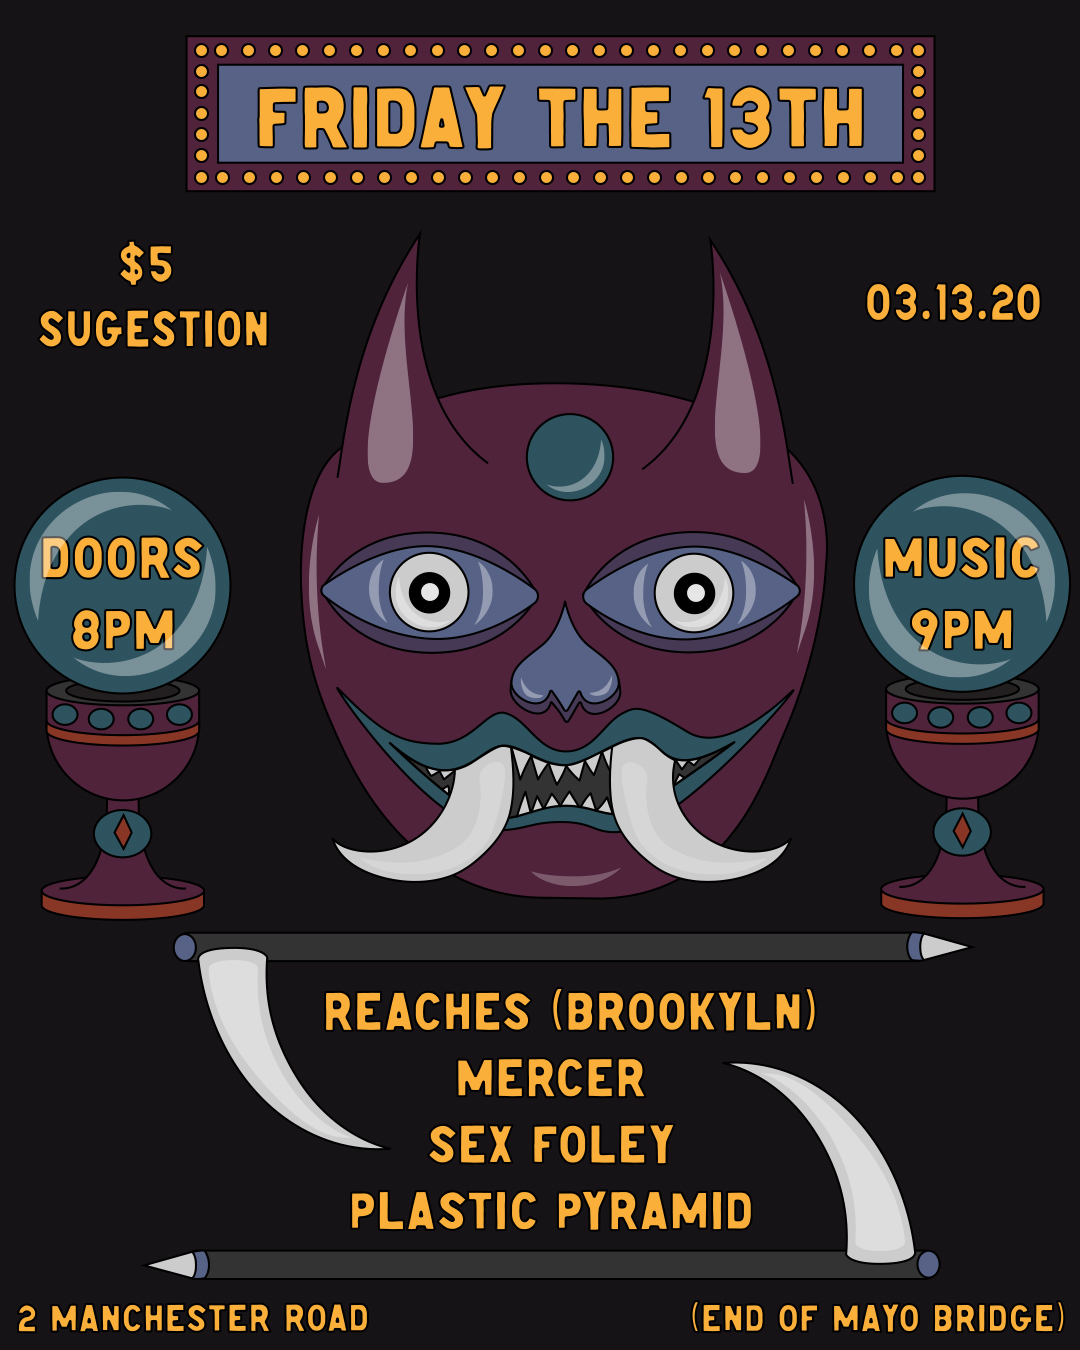 FRIDAY THE 13TH
$5
SUGESTION
03.13.20
DOORS
8PM
MUSIC
9PM
REACHES (BROOKYLN)
MERCER
SEX FOLEY
PLASTIC PYRAMID
2 MANCHESTER ROAD
(END OF MAYO BRIDGE)